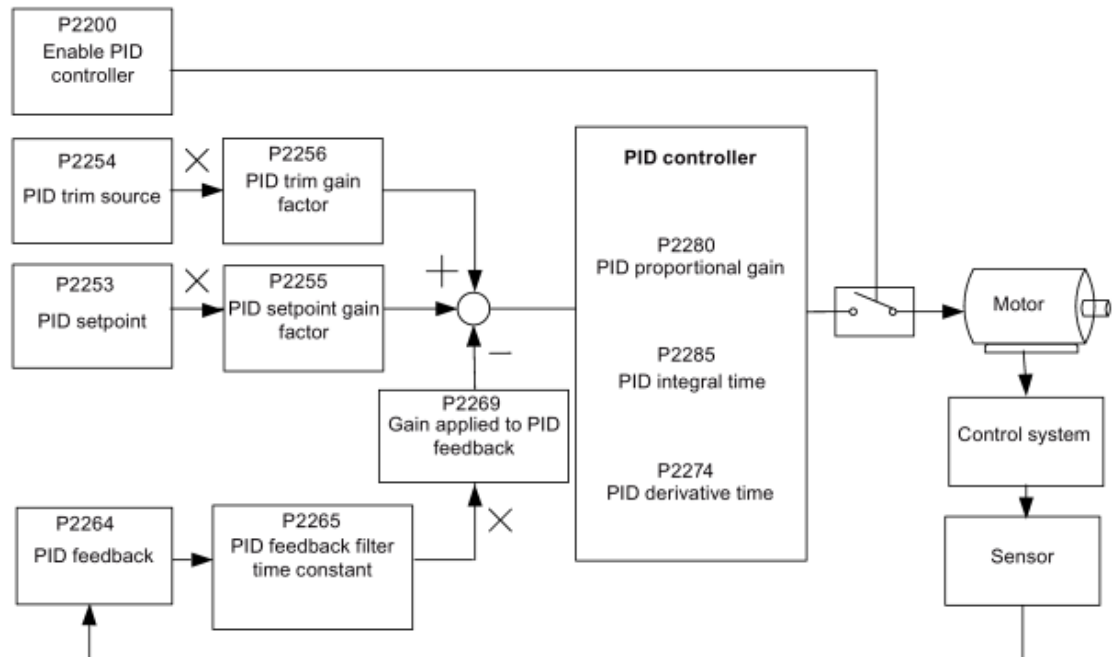 P2200
Enable PID
controller
P2254
PID trim source
×
P2256
PID trim gain
factor
P2253
PID setpoint
×
P2255
PID setpoint gain
factor
+
−
P2269
Gain applied to PID
feedback
×
P2264
PID feedback
P2265
PID feedback filter
time constant
PID controller
P2280
PID proportional gain
P2285
PID integral time
P2274
PID derivative time
Motor
Control system
Sensor